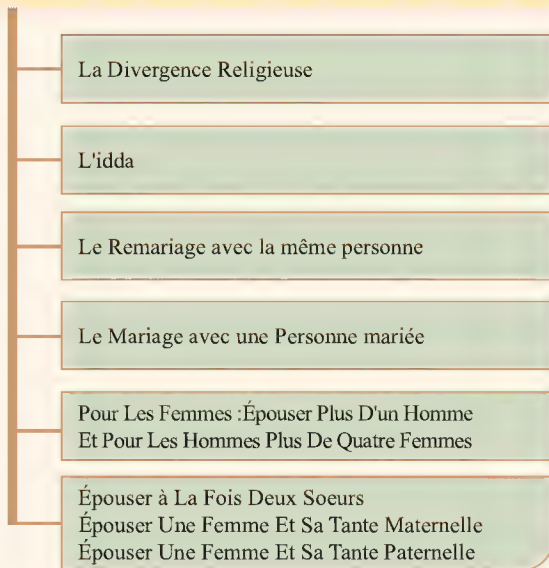 La Divergence Religieuse
L'idda
Le Remariage avec la même personne
Le Mariage avec une Personne mariée
Pour Les Femmes :Épouser Plus D'un Homme
Et Pour Les Hommes Plus De Quatre Femmes
Épouser à La Fois Deux Soeurs
Épouser Une Femme Et Sa Tante Maternelle
Épouser Une Femme Et Sa Tante Paternelle